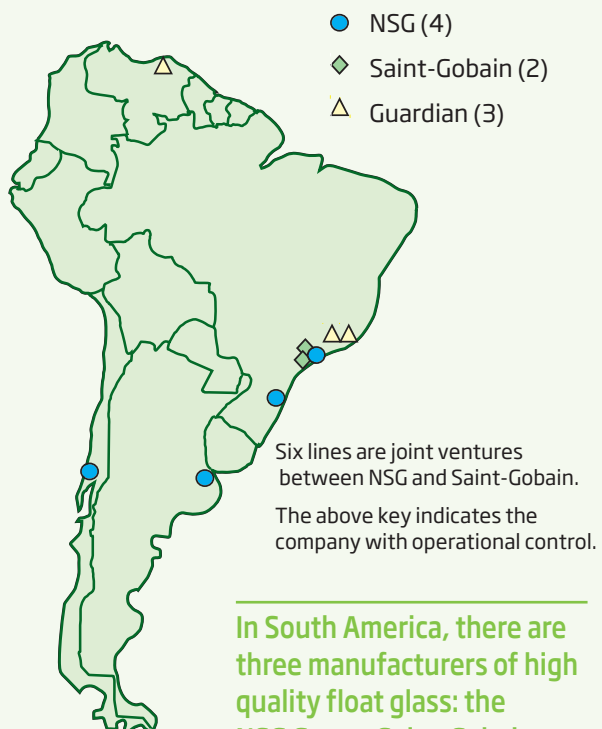 NSG (4)
Saint-Gobain (2)
Guardian (3)
Six lines are joint ventures
between NSG and Saint-Gobain.
The above key indicates the
company with operational control.
In South America, there are
three manufacturers of high
quality float glass: the